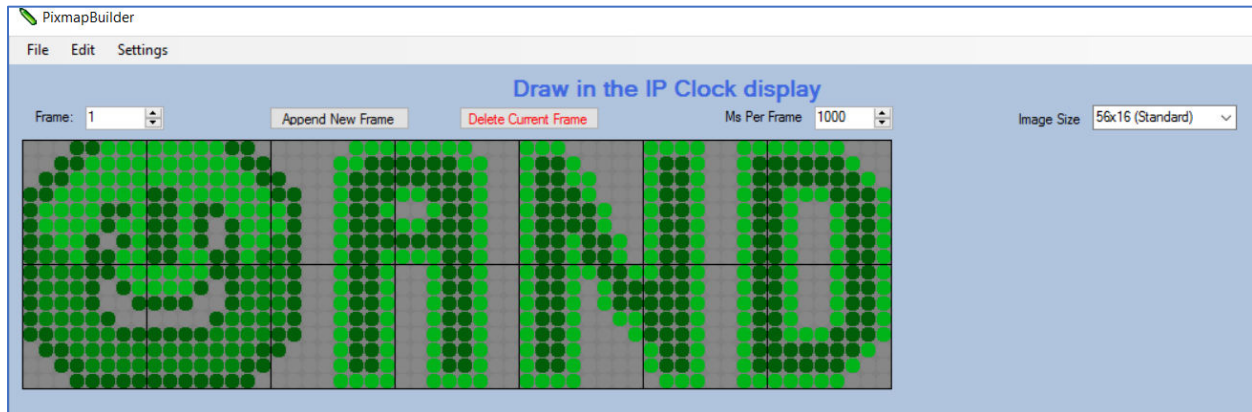 PixmapBuilder
File Edit Settings
Draw in the IP Clock display
Frame: 1 Append New Frame Delete Current Frame Ms Per Frame 1000 Image Size 56x16 (Standard)
AND